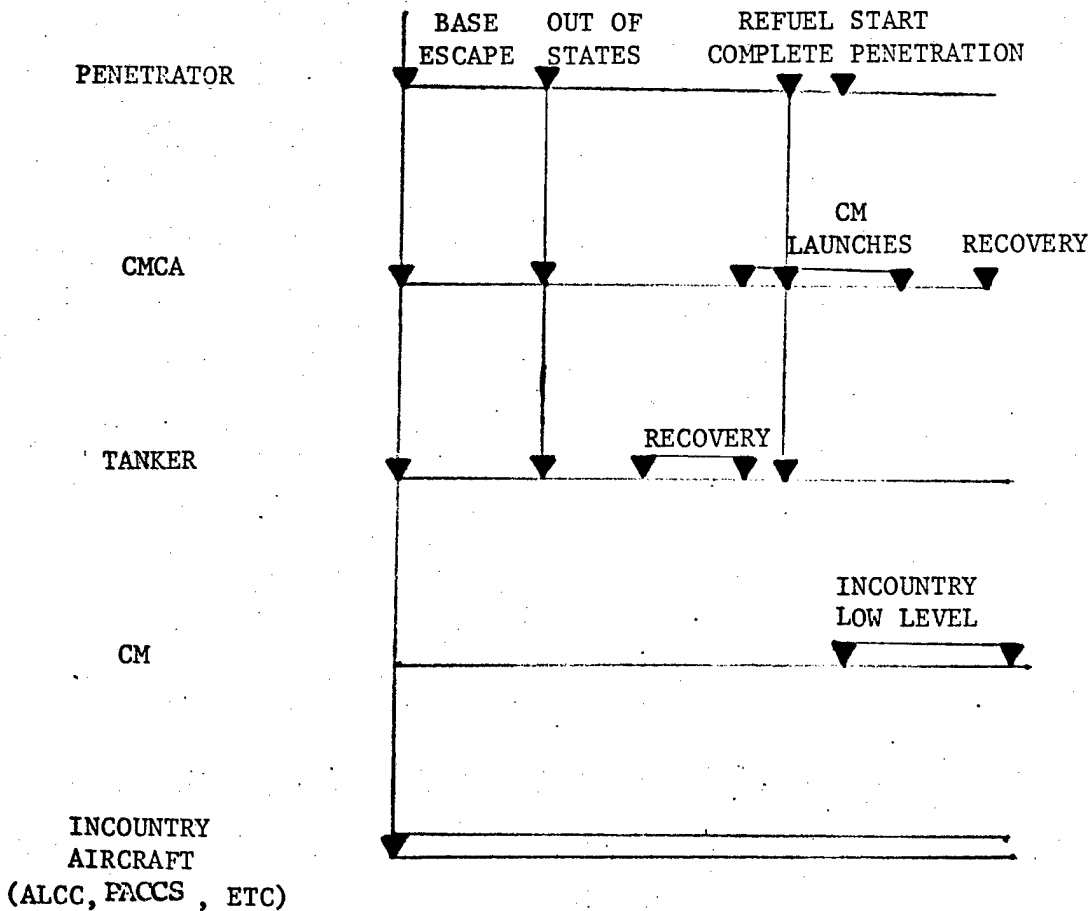 BASE OUT OF REFUEL START
ESCAPE STATES COMPLETE PENETRATION
PENETRATOR
CM
LAUNCHES RECOVERY
CMCA
RECOVERY
TANKER
INCOUNTRY
LOW LEVEL
CM
INCOUNTRY
AIRCRAFT
(ALCC, PACCS , ETC)